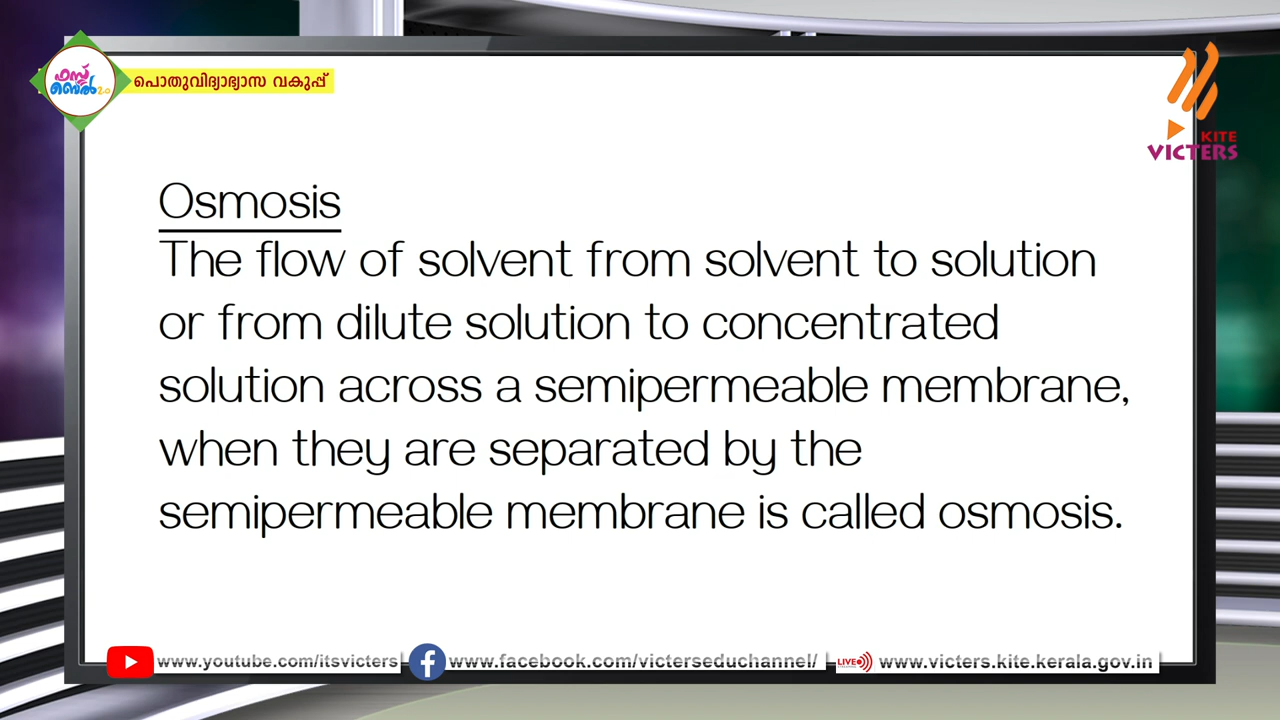 ഫസ്റ്റ്
ബെൽ 2.0
പൊതുവിദ്യാഭ്യാസ വകുപ്പ്
KITE
VICTERS
Osmosis
The flow of solvent from solvent to solution
or from dilute solution to concentrated
solution across a semipermeable membrane,
when they are separated by the
semipermeable membrane is called osmosis.
www.youtube.com/itsvicters
www.facebook.com/victerseduchannel/
LIVE
www.victers.kite.kerala.gov.in